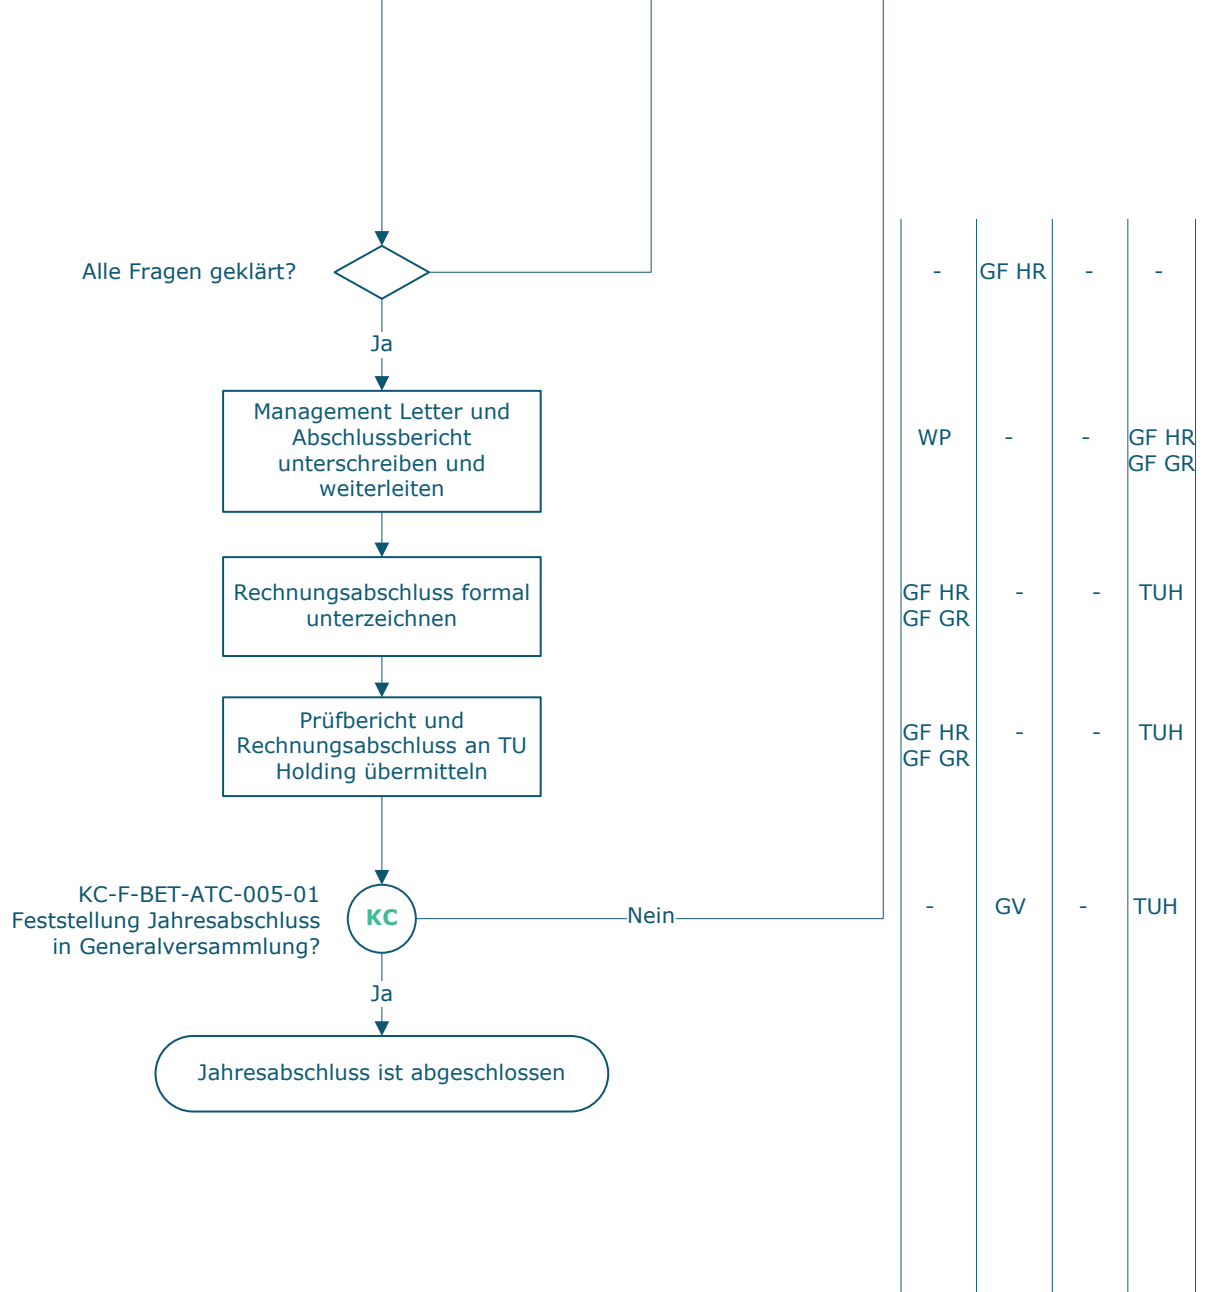 Alle Fragen geklärt?
- GF HR - -
Ja
Management Letter und
Abschlussbericht
unterschreiben und
weiterleiten
WP - - GF HR
GF GR
Rechnungsabschluss formal
unterzeichnen
GF HR - - TUH
GF GR
Prüfbericht und
Rechnungsabschluss an TU
Holding übermitteln
GF HR - - TUH
GF GR
KC-F-BET-ATC-005-01
Feststellung Jahresabschluss
in Generalversammlung?
KC
Nein
- GV - TUH
Ja
Jahresabschluss ist abgeschlossen